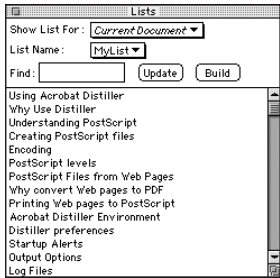 Lists
Show List For: Current Document
List Name: MyList
Find: Update Build
Using Acrobat Distiller
Why Use Distiller
Understanding PostScript
Creating PostScript files
Encoding
PostScript levels
PostScript Files from Web Pages
Why convert Web pages to PDF
Printing Web pages to PostScript
Acrobat Distiller Environment
Distiller preferences
Startup Alerts
Output Options
Log Files